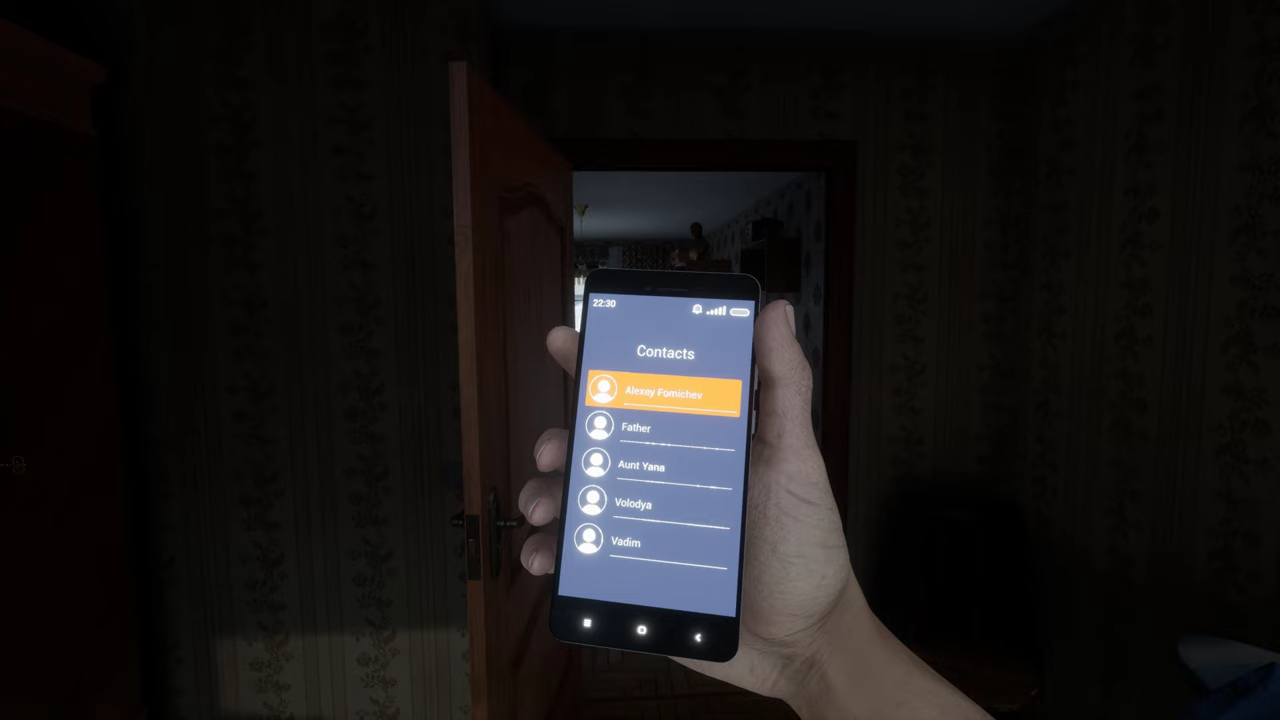 22:30
Contacts
Alexey Fomichev
Father
Aunt Yana
Volodya
Vadim